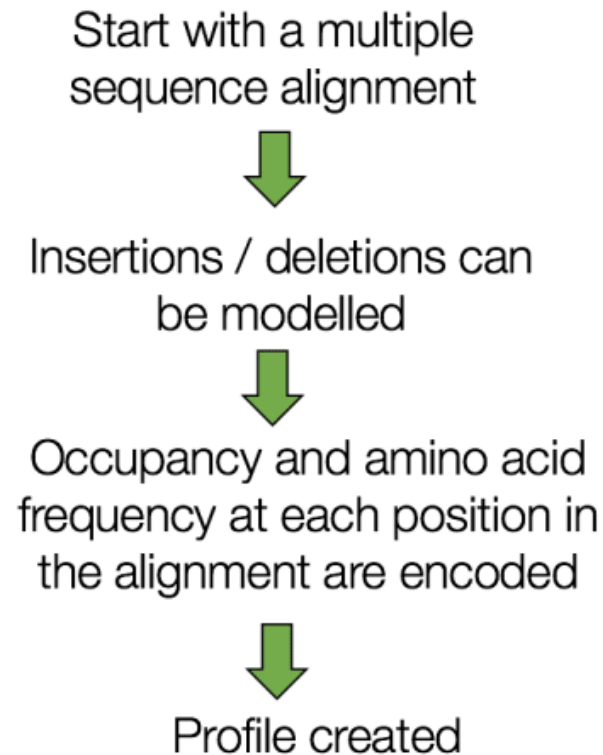 Start with a multiple
sequence alignment
Insertions / deletions can
be modelled
Occupancy and amino acid
frequency at each position in
the alignment are encoded
Profile created